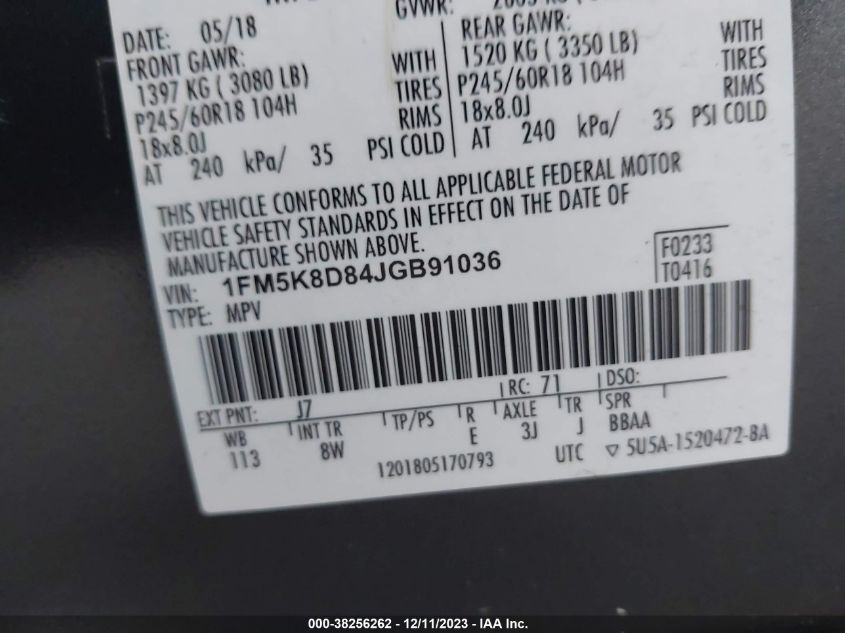 GVWR:
DATE: 05/18
FRONT GAWR:
1397 KG ( 3080 LB) WITH
P245/60R18 104H TIRES
18x8.0J RIMS
AT 240 kPa/ 35 PSI COLD
REAR GAWR:
1520 KG ( 3350 LB) WITH
P245/60R18 104H TIRES
18x8.0J RIMS
AT 240 kPa/ 35 PSI COLD
THIS VEHICLE CONFORMS TO ALL APPLICABLE FEDERAL MOTOR
VEHICLE SAFETY STANDARDS IN EFFECT ON THE DATE OF
MANUFACTURE SHOWN ABOVE.
VIN: 1FM5K8D84JGB91036
TYPE: MPV
F0233
T0416
EXT PNT: J7 RC: 71 DSO:
WB INT TR TP/PS R AXLE TR SPR
113 8W E 3J J BBAA
1201805170793 UTC ▽ 5U5A-1520472-BA
000-38256262 - 12/11/2023 - IAA Inc.